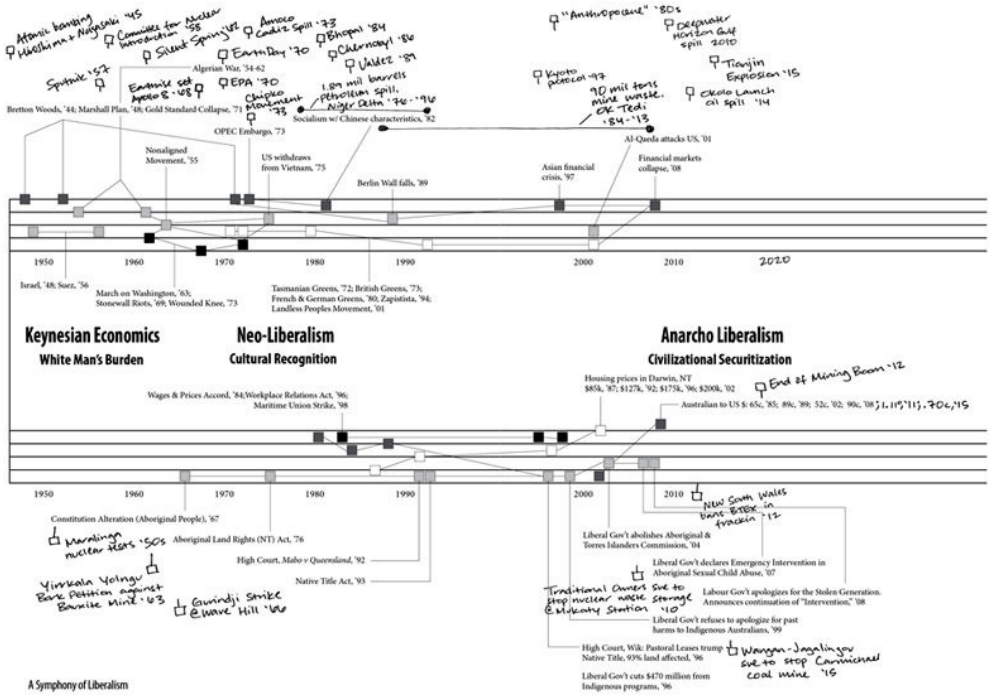 Atomic bombing
Hiroshima & Nagasaki '45
Committee for Nuclear
Introduction '58
Silent Spring '62
Amoco
Cadiz Spill '73
Earth Day '70
Bhopal '84
Chernobyl '86
Valdez '89
"Anthropocene" '80s
Deepwater
Horizon Gulf
spill 2010
Tianjin
Explosion '15
Okolo Launch
oil spill '14
Kyoto
protocol '97
90 mil tons
mine waste.
OK Tedi
'84-'13
Sputnik '57
Algerian War, '54-62
Earthrise set
Apollo 8 '68
EPA '70
Chipko
Movement
'73
1.89 mil barrels
petroleum spill.
Niger Delta '76-'96
Bretton Woods, '44; Marshall Plan, '48; Gold Standard Collapse, '71
Socialism w/ Chinese characteristics, '82
OPEC Embargo, '73
Al-Qaeda attacks US, '01
Nonaligned
Movement, '55
US withdraws
from Vietnam, '75
Berlin Wall falls, '89
Asian financial
crisis, '97
Financial markets
collapse, '08
1950 1960 1970 1980 1990 2000 2010 2020
Israel, '48; Suez, '56
March on Washington, '63;
Stonewall Riots, '69; Wounded Knee, '73
Tasmanian Greens, '72; British Greens, '73;
French & German Greens, '80; Zapistista, '94;
Landless Peoples Movement, '01
Keynesian Economics
White Man's Burden
Neo-Liberalism
Cultural Recognition
Anarcho Liberalism
Civilizational Securitization
Wages & Prices Accord, '84; Workplace Relations Act, '96;
Maritime Union Strike, '98
Housing prices in Darwin, NT
$85k, '87; $127k, '92; $175k, '96; $200k, '02
End of Mining Boom '12
Australian to US $: 65c, '85; 89c, '89; 52c, '02; 90c, '08; 1.11, '11; .70c, '15
1950 1960 1970 1980 1990 2000 2010
New South Wales
bans BTEX in
frackin '12
Constitution Alteration (Aboriginal People), '67
Maralinga
nuclear tests '50s
Aboriginal Land Rights (NT) Act, '76
High Court, Mabo v Queensland, '92
Native Title Act, '93
Yirrkala Yolngu
Bark Petition against
Bauxite Mine '63
Gurindji Strike
@ Wave Hill '66
Liberal Gov't abolishes Aboriginal &
Torres Islanders Commission, '04
Liberal Gov't declares Emergency Intervention in
Aboriginal Sexual Child Abuse, '07
Traditional Owners sue to
stop nuclear waste storage
@ Mukaty Station '10
Labour Gov't apologizes for the Stolen Generation.
Announces continuation of "Intervention," '08
Liberal Gov't refuses to apologize for past
harms to Indigenous Australians, '99
High Court, Wik: Pastoral Leases trump
Native Title, 93% land affected, '96
Wangan-Jagalingou
sue to stop Carmichael
coal mine '15
Liberal Gov't cuts $470 million from
Indigenous programs, '96
A Symphony of Liberalism